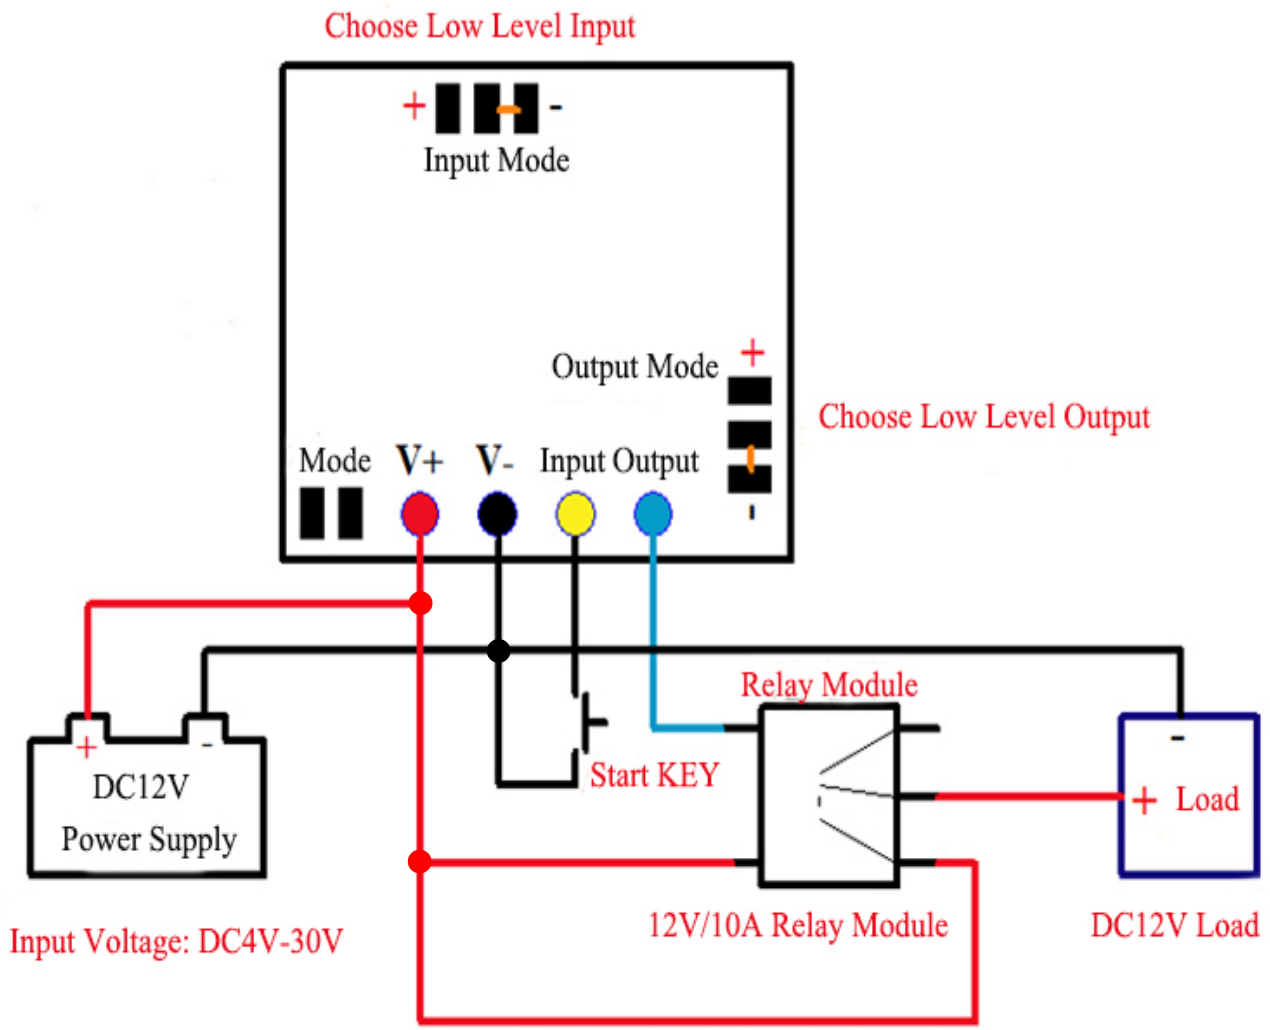 Choose Low Level Input
+ -
Input Mode
+
Output Mode
Choose Low Level Output
Mode V+ V- Input Output
-
Relay Module
+ -
DC12V
Power Supply
Start KEY
-
+ Load
Input Voltage: DC4V-30V
12V/10A Relay Module
DC12V Load